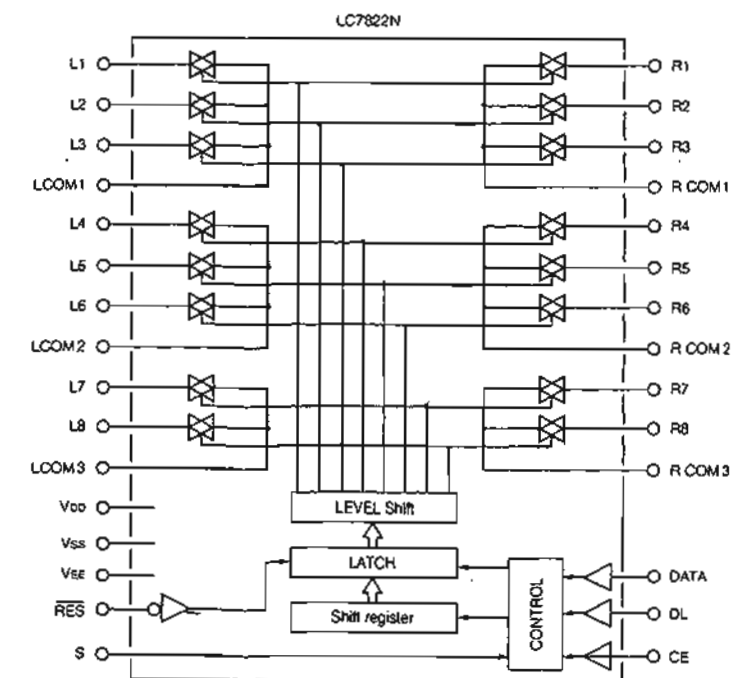 LC7822N
L1
R1
L2
R2
L3
R3
LCOM1
R COM1
L4
R4
L5
R5
L6
R6
LCOM2
R COM2
L7
R7
L8
R8
LCOM3
R COM3
VDD
LEVEL Shift
VSS
LATCH
VEE
DATA
RES
Shift register
CONTROL
DL
S
CE